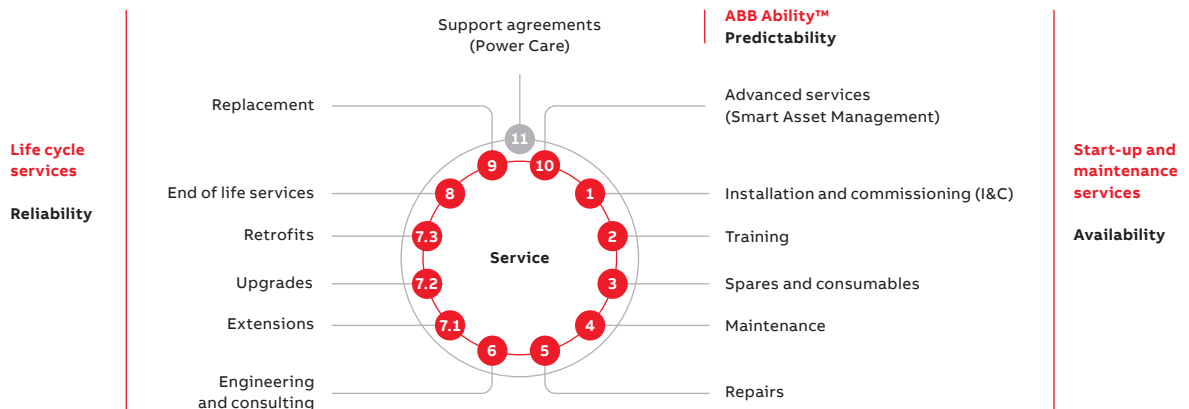 Support agreements
(Power Care)
ABB Ability™
Predictability
Replacement
Advanced services
(Smart Asset Management)
11
9
10
Life cycle
services
Reliability
Start-up and
maintenance
services
Availability
End of life services
8
1
Installation and commissioning (I&C)
Retrofits
7.3
Service
2
Training
Upgrades
7.2
3
Spares and consumables
Extensions
7.1
4
Maintenance
6
5
Engineering
and consulting
Repairs